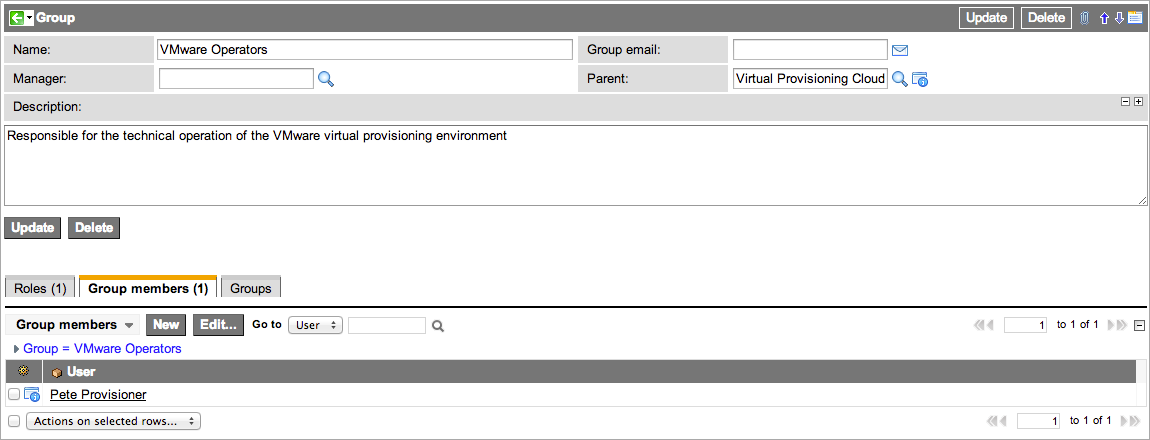 Group Update Delete
Name: VMware Operators Group email:
Manager: Parent: Virtual Provisioning Cloud
Description:
Responsible for the technical operation of the VMware virtual provisioning environment
Update Delete
Roles (1) Group members (1) Groups
Group members New Edit... Go to User 1 to 1 of 1
Group = VMware Operators
User
Pete Provisioner
Actions on selected rows... 1 to 1 of 1